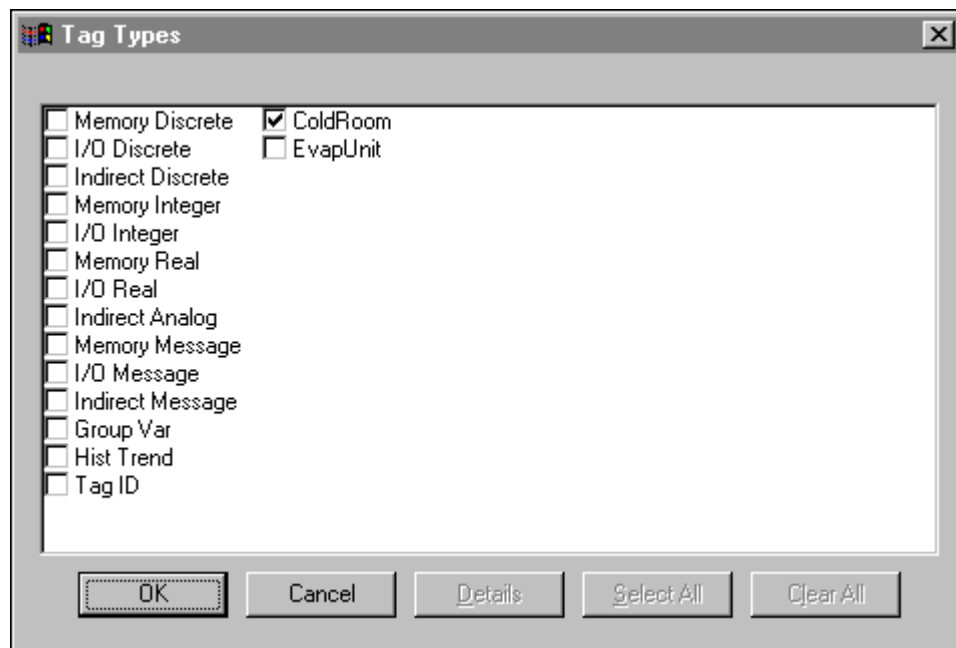 Tag Types
Memory Discrete
I/O Discrete
Indirect Discrete
Memory Integer
I/O Integer
Memory Real
I/O Real
Indirect Analog
Memory Message
I/O Message
Indirect Message
Group Var
Hist Trend
Tag ID
ColdRoom
EvapUnit
OK
Cancel
Details
Select All
Clear All